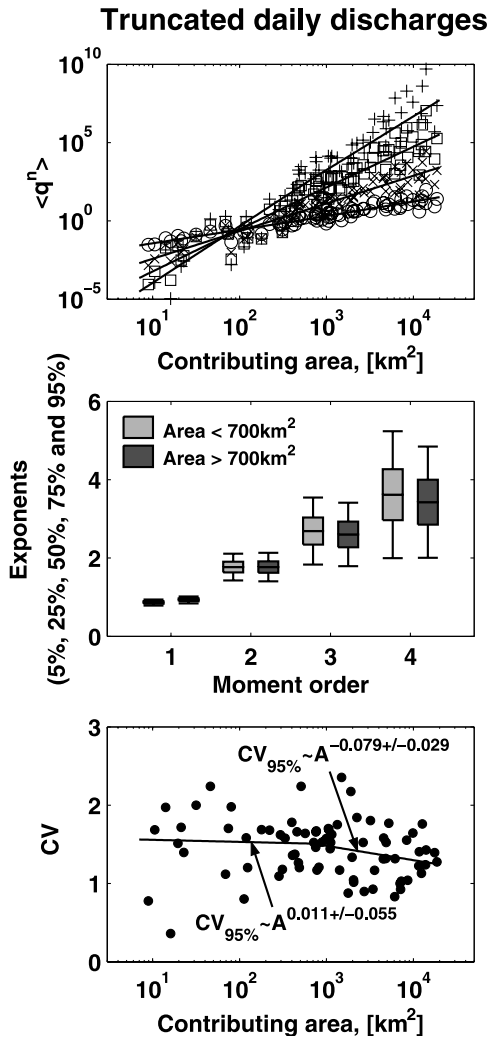 Truncated daily discharges
10^10
10^5
10^0
10^−5
<q^n>
10^1 10^2 10^3 10^4
Contributing area, [km^2]
6
4
2
0
Exponents
(5%, 25%, 50%, 75% and 95%)
Area < 700km^2
Area > 700km^2
1 2 3 4
Moment order
3
2
1
0
CV
CV_95%~A^−0.079+/−0.029
CV_95%~A^0.011+/−0.055
10^1 10^2 10^3 10^4
Contributing area, [km^2]